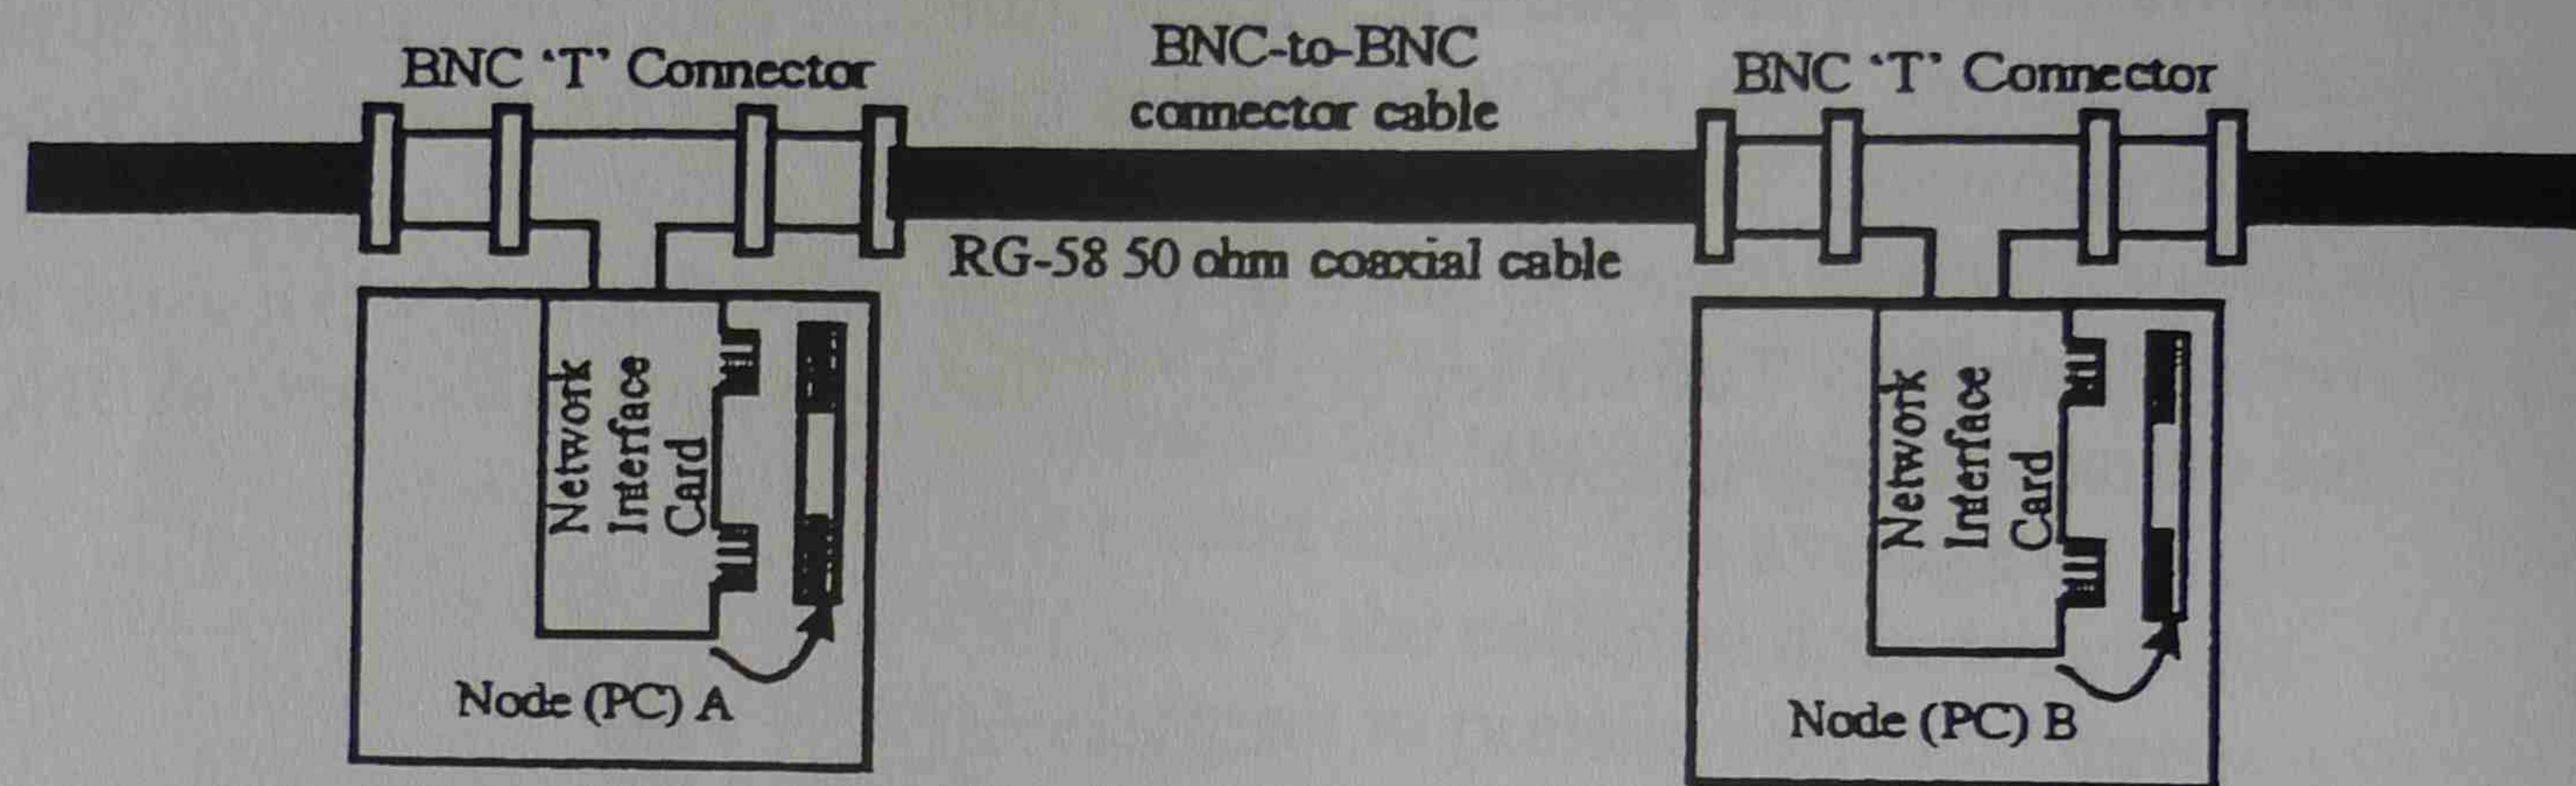 BNC ‘T’ Connector
BNC-to-BNC
connector cable
BNC ‘T’ Connector
RG-58 50 ohm coaxial cable
Network
Interface
Card
Node (PC) A
Network
Interface
Card
Node (PC) B